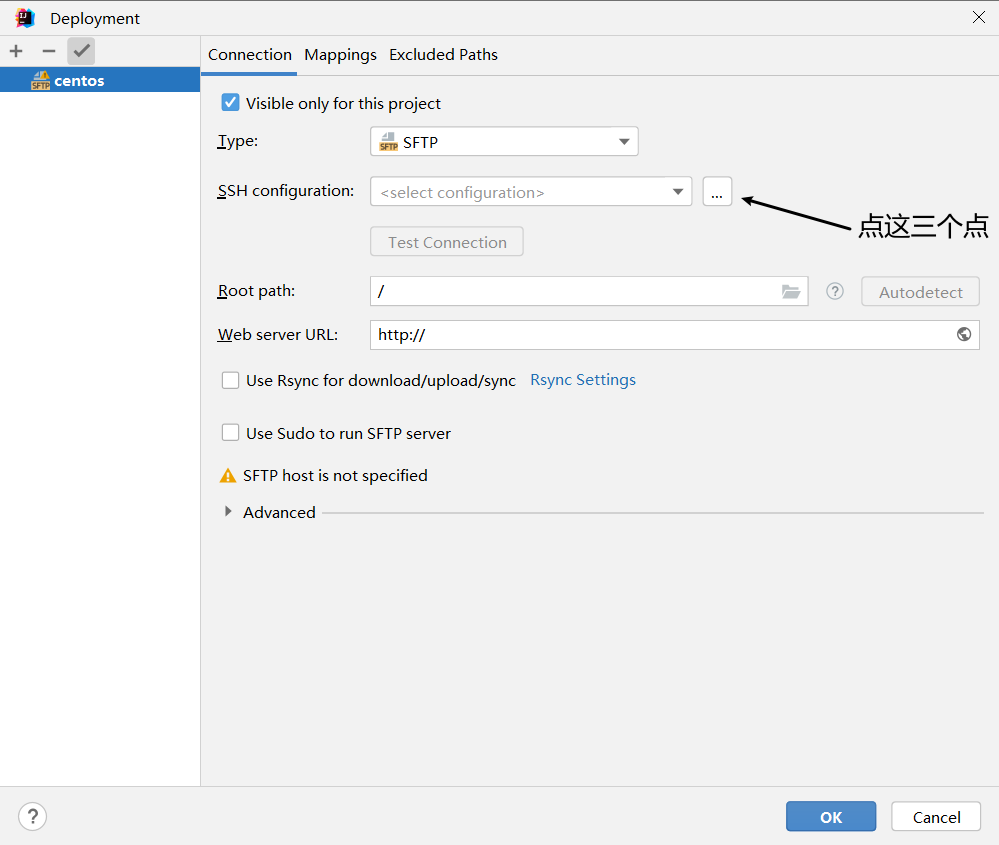 Deployment
centos
Connection Mappings Excluded Paths
Visible only for this project
Type: SFTP
SSH configuration: <select configuration> ...
点这三个点
Test Connection
Root path: / ? Autodetect
Web server URL: http://
Use Rsync for download/upload/sync Rsync Settings
Use Sudo to run SFTP server
SFTP host is not specified
Advanced
? OK Cancel